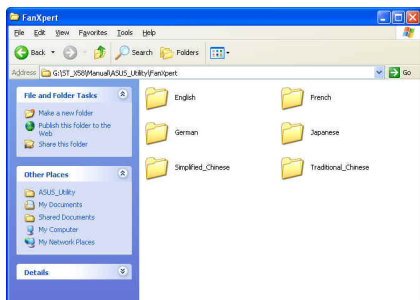 FanXpert
File Edit View Favorites Tools Help
Back Search Folders
Address G:\ST_X58\Manual\ASUS_Utility\FanXpert Go
File and Folder Tasks
Make a new folder
Publish this folder to the Web
Share this folder
Other Places
ASUS_Utility
My Documents
Shared Documents
My Computer
My Network Places
Details
English
French
German
Japanese
Simplified_Chinese
Traditional_Chinese